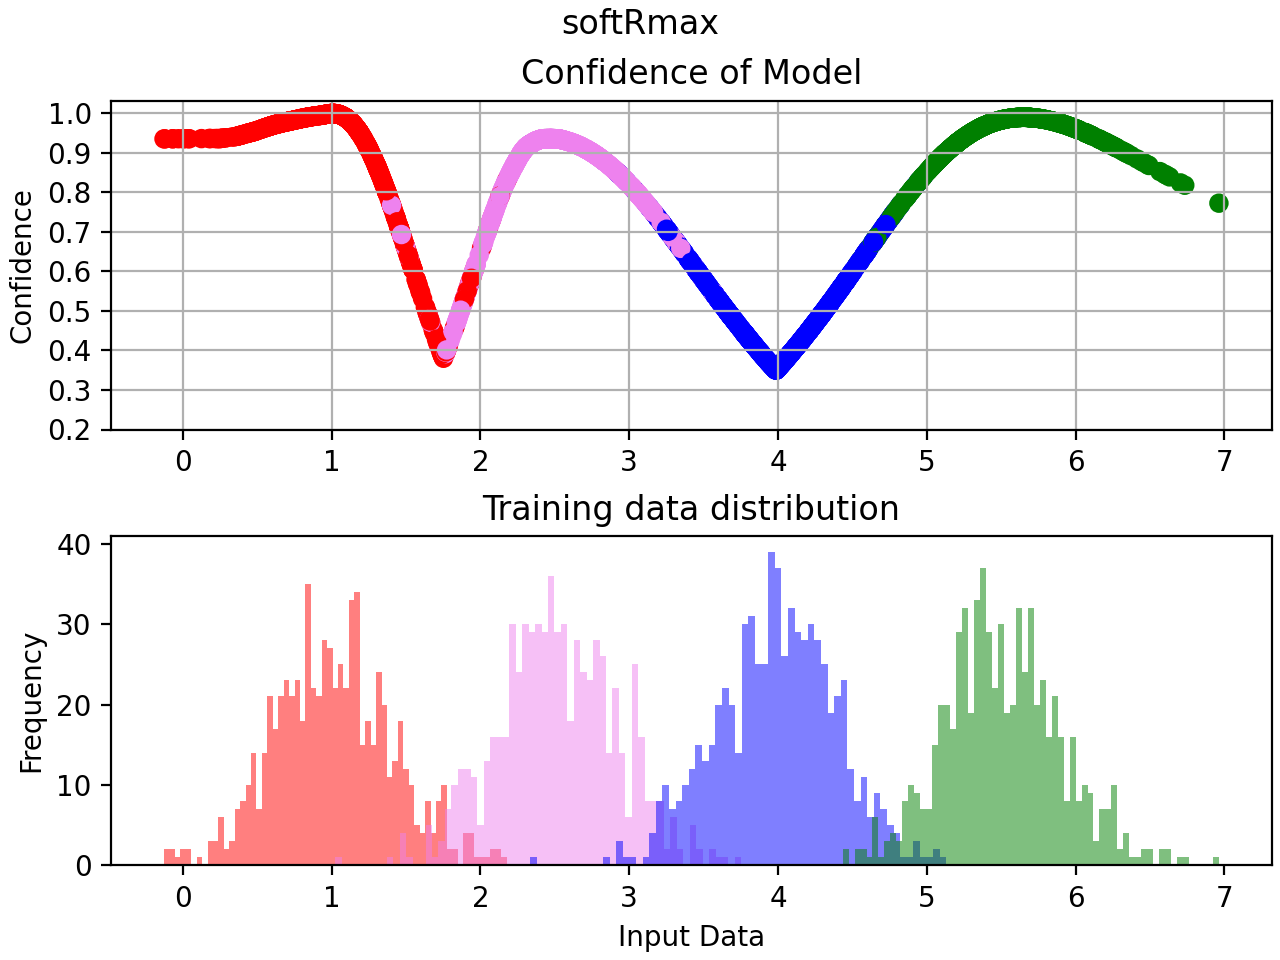 softRmax
Confidence of Model
Confidence
1.0
0.9
0.8
0.7
0.6
0.5
0.4
0.3
0.2
0 1 2 3 4 5 6 7
Training data distribution
Frequency
40
30
20
10
0
0 1 2 3 4 5 6 7
Input Data